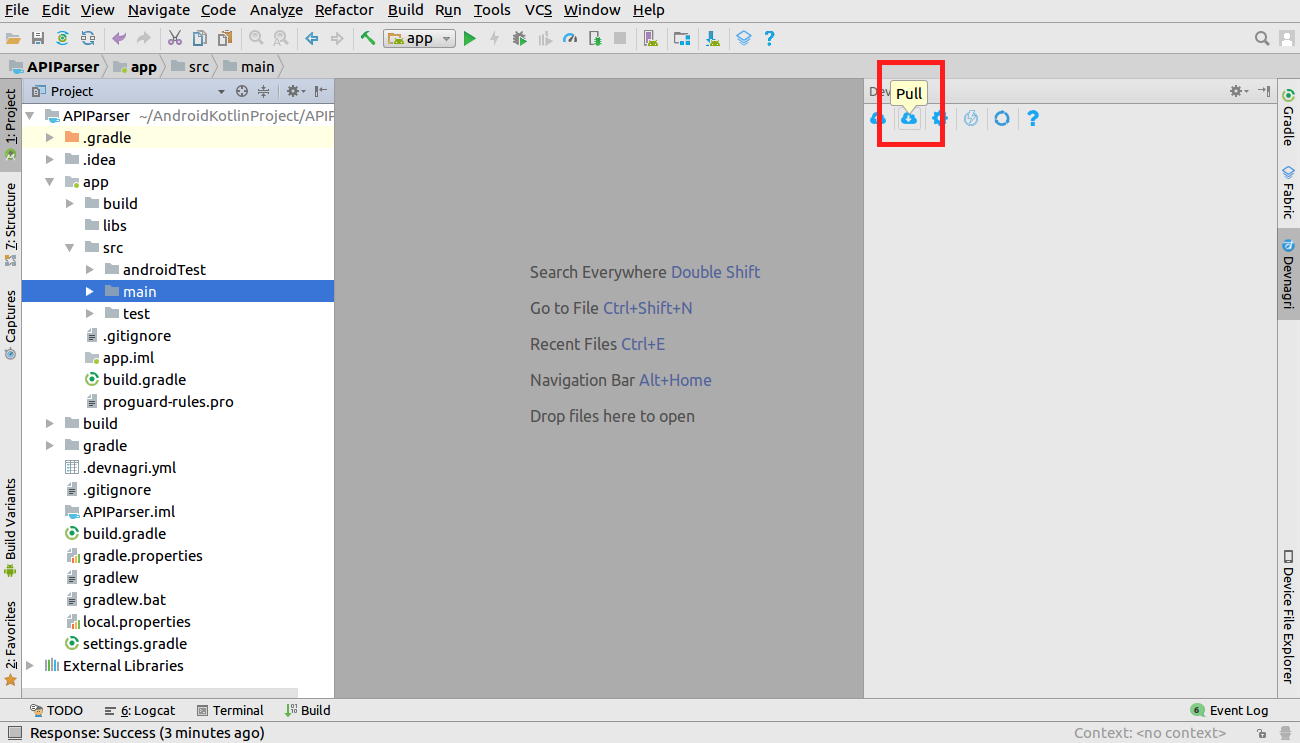 File Edit View Navigate Code Analyze Refactor Build Run Tools VCS Window Help
app
APIParser app src main
1: Project
7: Structure
Captures
Build Variants
2: Favorites
Project
APIParser ~/AndroidKotlinProject/APIP
.gradle
.idea
app
build
libs
src
androidTest
main
test
.gitignore
app.iml
build.gradle
proguard-rules.pro
build
gradle
.devnagri.yml
.gitignore
APIParser.iml
build.gradle
gradle.properties
gradlew
gradlew.bat
local.properties
settings.gradle
External Libraries
Search Everywhere Double Shift
Go to File Ctrl+Shift+N
Recent Files Ctrl+E
Navigation Bar Alt+Home
Drop files here to open
Dev
Pull
Gradle
Fabric
Devnagri
Device File Explorer
TODO 6: Logcat Terminal Build 6 Event Log
Response: Success (3 minutes ago) Context: <no context>